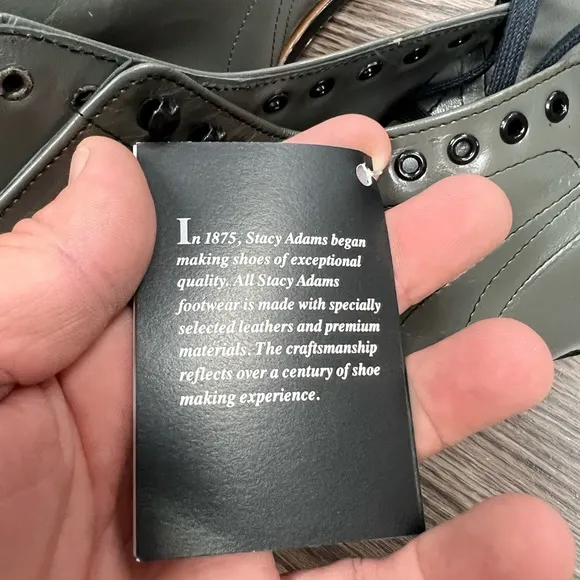 In 1875, Stacy Adams began
making shoes of exceptional
quality. All Stacy Adams
footwear is made with specially
selected leathers and premium
materials. The craftsmanship
reflects over a century of shoe
making experience.